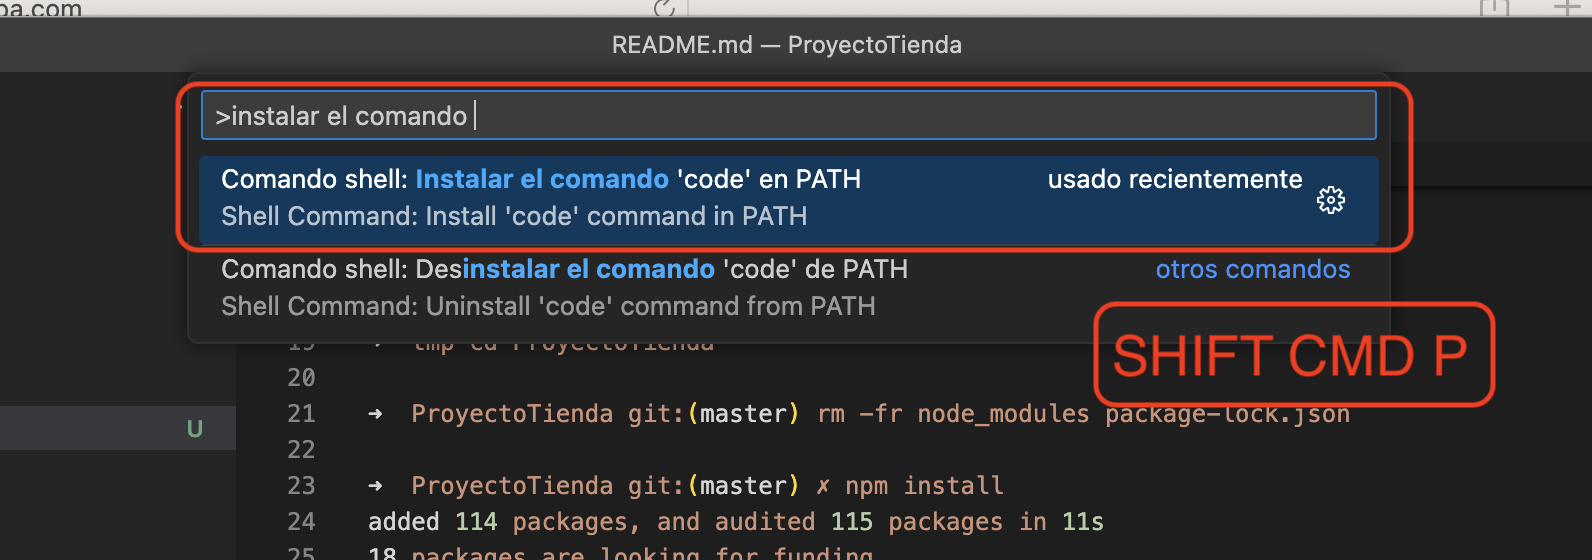 pa.com
README.md — ProyectoTienda
>instalar el comando
Comando shell: Instalar el comando 'code' en PATH usado recientemente
Shell Command: Install 'code' command in PATH
Comando shell: Desinstalar el comando 'code' de PATH otros comandos
Shell Command: Uninstall 'code' command from PATH
SHIFT CMD P
19 tmp cd ProyectoTienda
20
21 → ProyectoTienda git:(master) rm -fr node_modules package-lock.json
22
U
23 → ProyectoTienda git:(master) ✗ npm install
24 added 114 packages, and audited 115 packages in 11s
25 18 packages are looking for funding